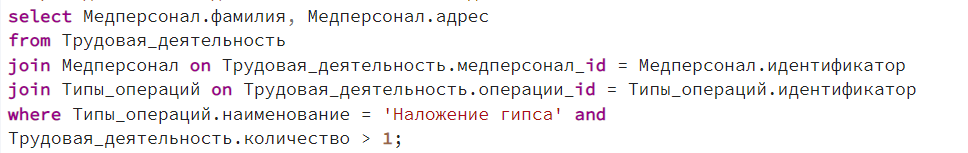 select Медперсонал.фамилия, Медперсонал.адрес
from Трудовая_деятельность
join Медперсонал on Трудовая_деятельность.медперсонал_id = Медперсонал.идентификатор
join Типы_операций on Трудовая_деятельность.операции_id = Типы_операций.идентификатор
where Типы_операций.наименование = 'Наложение гипса' and
Трудовая_деятельность.количество > 1;